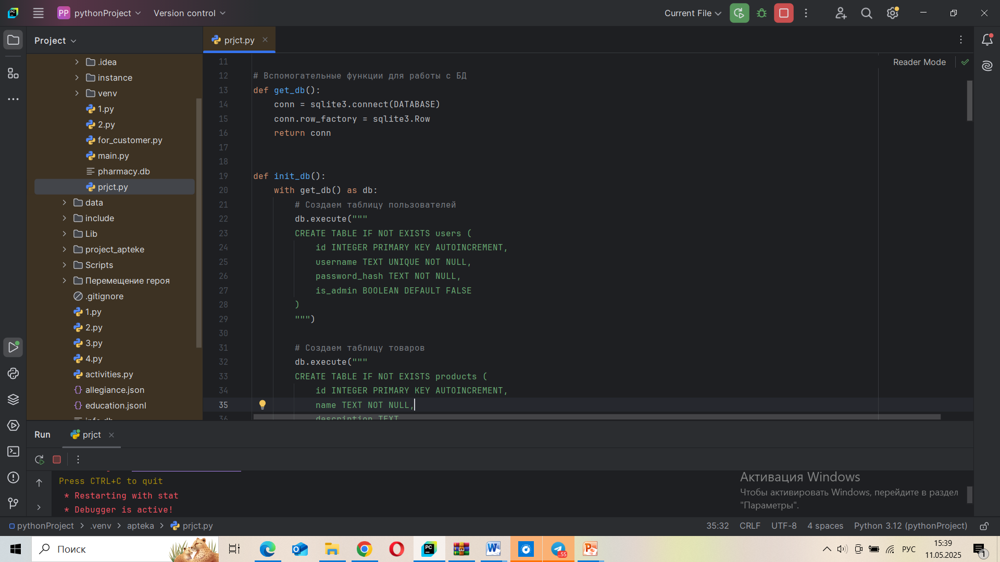 PP pythonProject Version control Current File
Project
prjct.py
Reader Mode
.idea
instance
venv
1.py
2.py
for_customer.py
main.py
pharmacy.db
prjct.py
data
include
Lib
project_apteke
Scripts
Перемещение героя
.gitignore
1.py
2.py
3.py
4.py
activities.py
allegiance.json
education.jsonl
info.db
11
12 # Вспомогательные функции для работы с БД
13 def get_db():
14 conn = sqlite3.connect(DATABASE)
15 conn.row_factory = sqlite3.Row
16 return conn
17
18
19 def init_db():
20 with get_db() as db:
21 # Создаем таблицу пользователей
22 db.execute("""
23 CREATE TABLE IF NOT EXISTS users (
24 id INTEGER PRIMARY KEY AUTOINCREMENT,
25 username TEXT UNIQUE NOT NULL,
26 password_hash TEXT NOT NULL,
27 is_admin BOOLEAN DEFAULT FALSE
28 )
29 """)
30
31 # Создаем таблицу товаров
32 db.execute("""
33 CREATE TABLE IF NOT EXISTS products (
34 id INTEGER PRIMARY KEY AUTOINCREMENT,
35 name TEXT NOT NULL,
36 description TEXT
Run prjct
Press CTRL+C to quit
* Restarting with stat
* Debugger is active!
Активация Windows
Чтобы активировать Windows, перейдите в раздел
"Параметры".
pythonProject > .venv > apteka > prjct.py
35:32 CRLF UTF-8 4 spaces Python 3.12 (pythonProject)
Поиск
PC
..55
РУС
15:39
11.05.2025
1